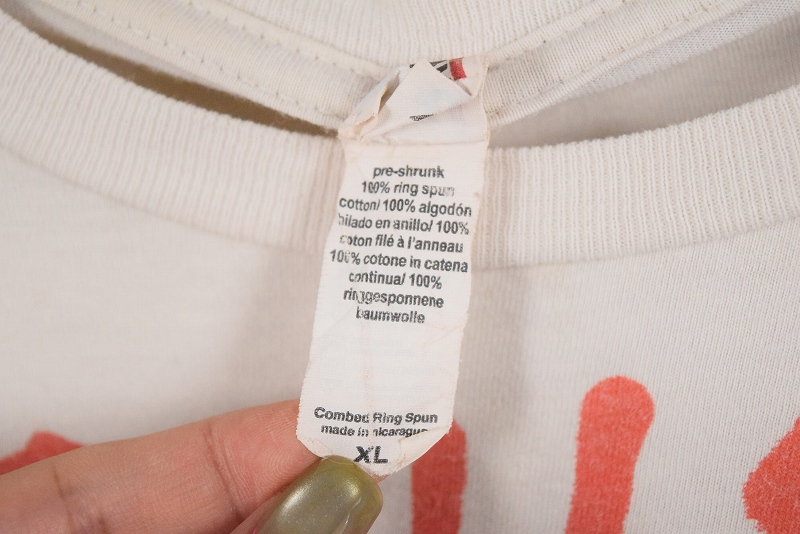 pre-shrunk
100% ring spun
cotton/ 100% algodón
hilado en anillo/ 100%
coton filé à l'anneau
100% cotone in catena
continua/ 100%
ringgesponnene
baumwolle
Combed Ring Spun
made in nicaragua
XL